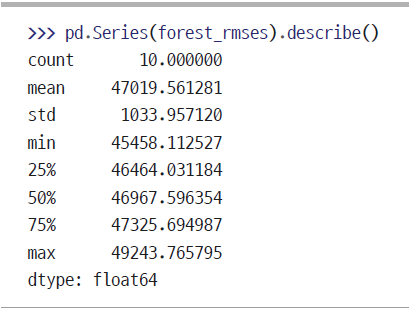 >>> pd.Series(forest_rmses).describe()
count 10.000000
mean 47019.561281
std 1033.957120
min 45458.112527
25% 46464.031184
50% 46967.596354
75% 47325.694987
max 49243.765795
dtype: float64